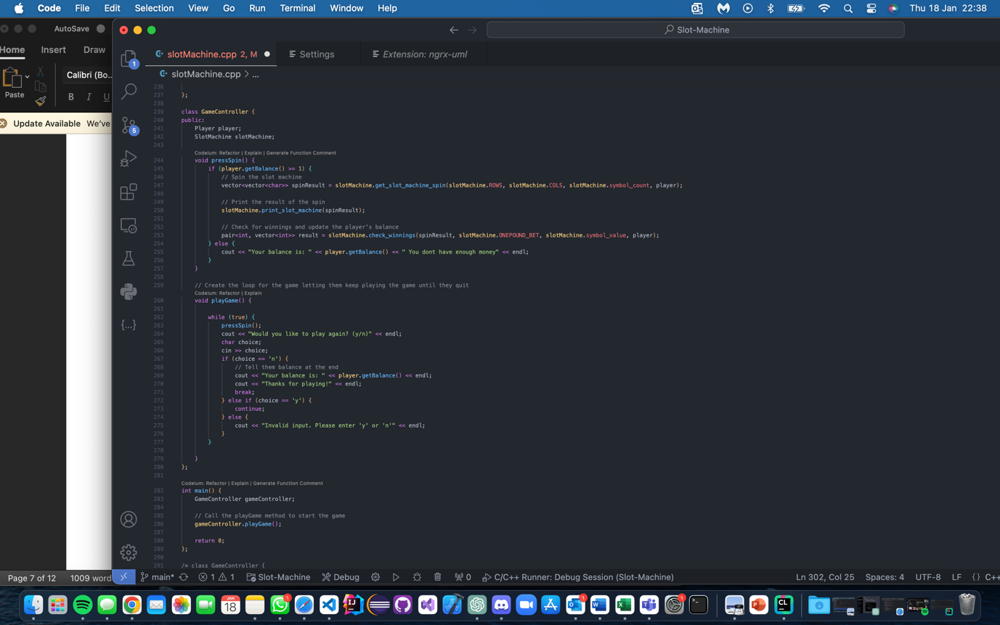 Code File Edit Selection View Go Run Terminal Window Help Thu 18 Jan 22:38
AutoSave
Slot-Machine
Home Insert Draw
slotMachine.cpp 2, M Settings Extension: ngrx-uml
1
slotMachine.cpp > ...
Calibri (Bo...
Paste
B I U
Update Available We've
5
236
237 };
238
239 class GameController {
240 public:
241 Player player;
242 SlotMachine slotMachine;
243
Codeium: Refactor | Explain | Generate Function Comment
244 void pressSpin() {
245 if (player.getBalance() >= 1) {
246 // Spin the slot machine
247 vector<vector<char>> spinResult = slotMachine.get_slot_machine_spin(slotMachine.ROWS, slotMachine.COLS, slotMachine.symbol_count, player);
248
249 // Print the result of the spin
250 slotMachine.print_slot_machine(spinResult);
251
252 // Check for winnings and update the player's balance
253 pair<int, vector<int>> result = slotMachine.check_winnings(spinResult, slotMachine.ONEPOUND_BET, slotMachine.symbol_value, player);
254 } else {
255 cout << "Your balance is: " << player.getBalance() << " You dont have enough money" << endl;
256 }
257 }
258
259 // Create the loop for the game letting them keep playing the game until they quit
Codeium: Refactor | Explain
260 void playGame() {
261
262 while (true) {
263 pressSpin();
264 cout << "Would you like to play again? (y/n)" << endl;
265 char choice;
266 cin >> choice;
267 if (choice == 'n') {
268 // Tell them balance at the end
269 cout << "Your balance is: " << player.getBalance() << endl;
270 cout << "Thanks for playing!" << endl;
271 break;
272 } else if (choice == 'y') {
273 continue;
274 } else {
275 cout << "Invalid input. Please enter 'y' or 'n'" << endl;
276 }
277 }
278
279 }
280 };
281
Codeium: Refactor | Explain | Generate Function Comment
282 int main() {
283 GameController gameController;
284
285 // Call the playGame method to start the game
286 gameController.playGame();
287
288 return 0;
289 };
290
291 /* class GameController {
Page 7 of 12 1009 word
main* 1 1 Slot-Machine Debug 0 C/C++ Runner: Debug Session (Slot-Machine) Ln 302, Col 25 Spaces: 4 UTF-8 LF {} C++
JAN
18
1
IJ
1
W
X
1
P
CL